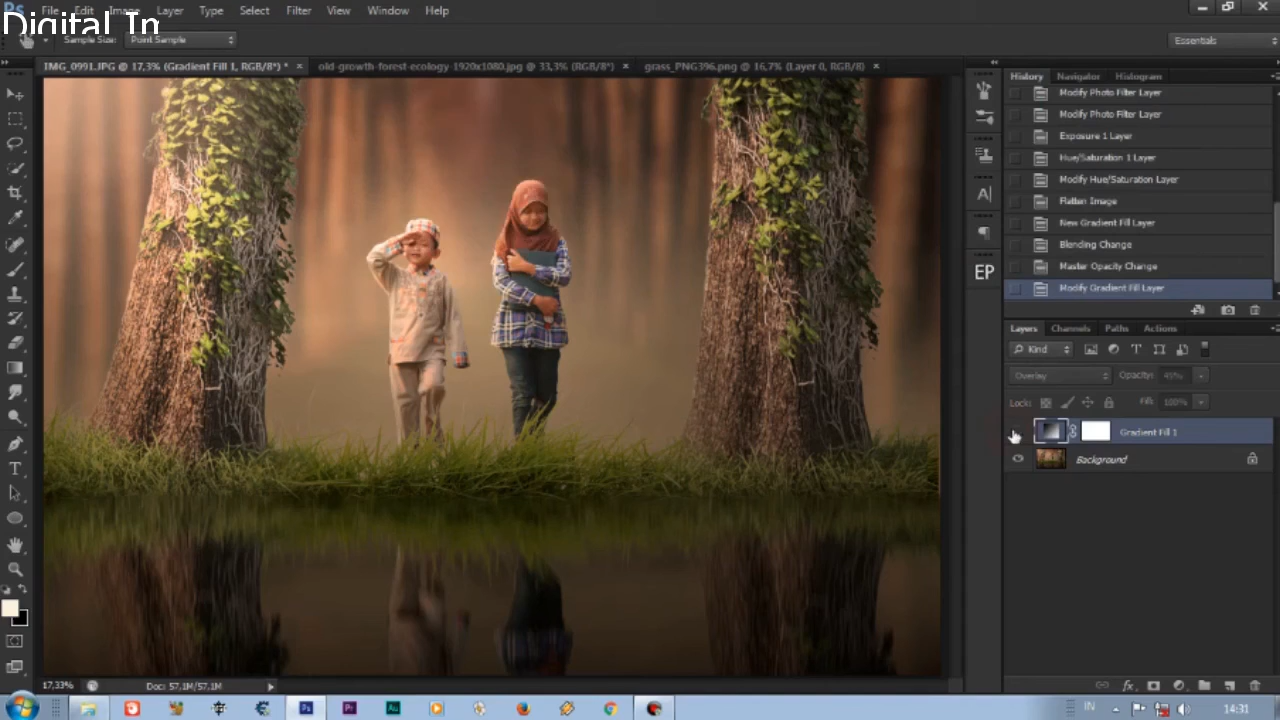 Ps File Edit Image Layer Type Select Filter View Window Help
Digital Im
Sample Size: Point Sample
Essentials
IMG_0991.JPG @ 17,3% (Gradient Fill 1, RGB/8*) *
old-growth-forest-ecology-1920x1080.jpg @ 33,3% (RGB/8*)
grass_PNG396.png @ 16,7% (Layer 0, RGB/8)
History Navigator Histogram
Modify Photo Filter Layer
Modify Photo Filter Layer
Exposure 1 Layer
Hue/Saturation 1 Layer
Modify Hue/Saturation Layer
Flatten Image
New Gradient Fill Layer
Blending Change
Master Opacity Change
Modify Gradient Fill Layer
A
EP
Layers Channels Paths Actions
Kind
Overlay Opacity: 49%
Lock: Fill: 100%
Gradient Fill 1
Background
17,33% Doc: 57,1M/57,1M
IN 14:31